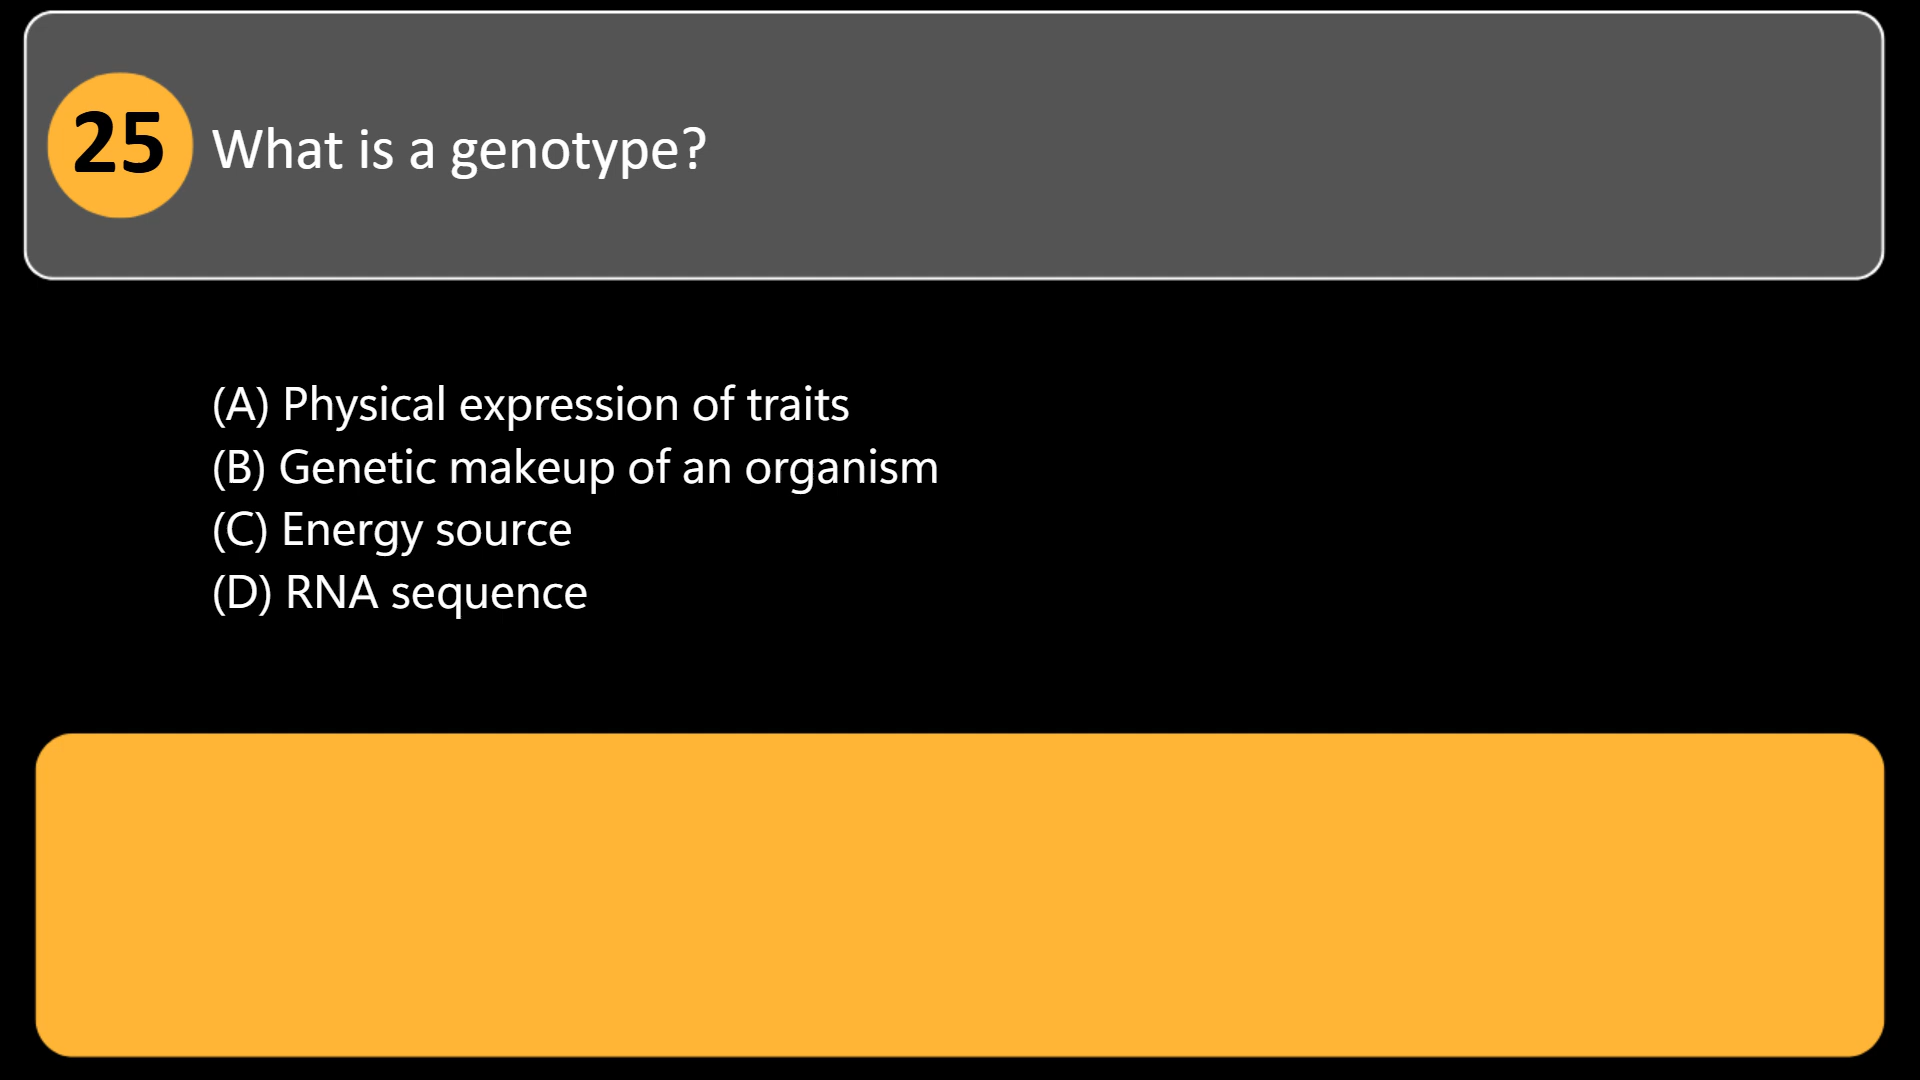 25 What is a genotype?
(A) Physical expression of traits
(B) Genetic makeup of an organism
(C) Energy source
(D) RNA sequence